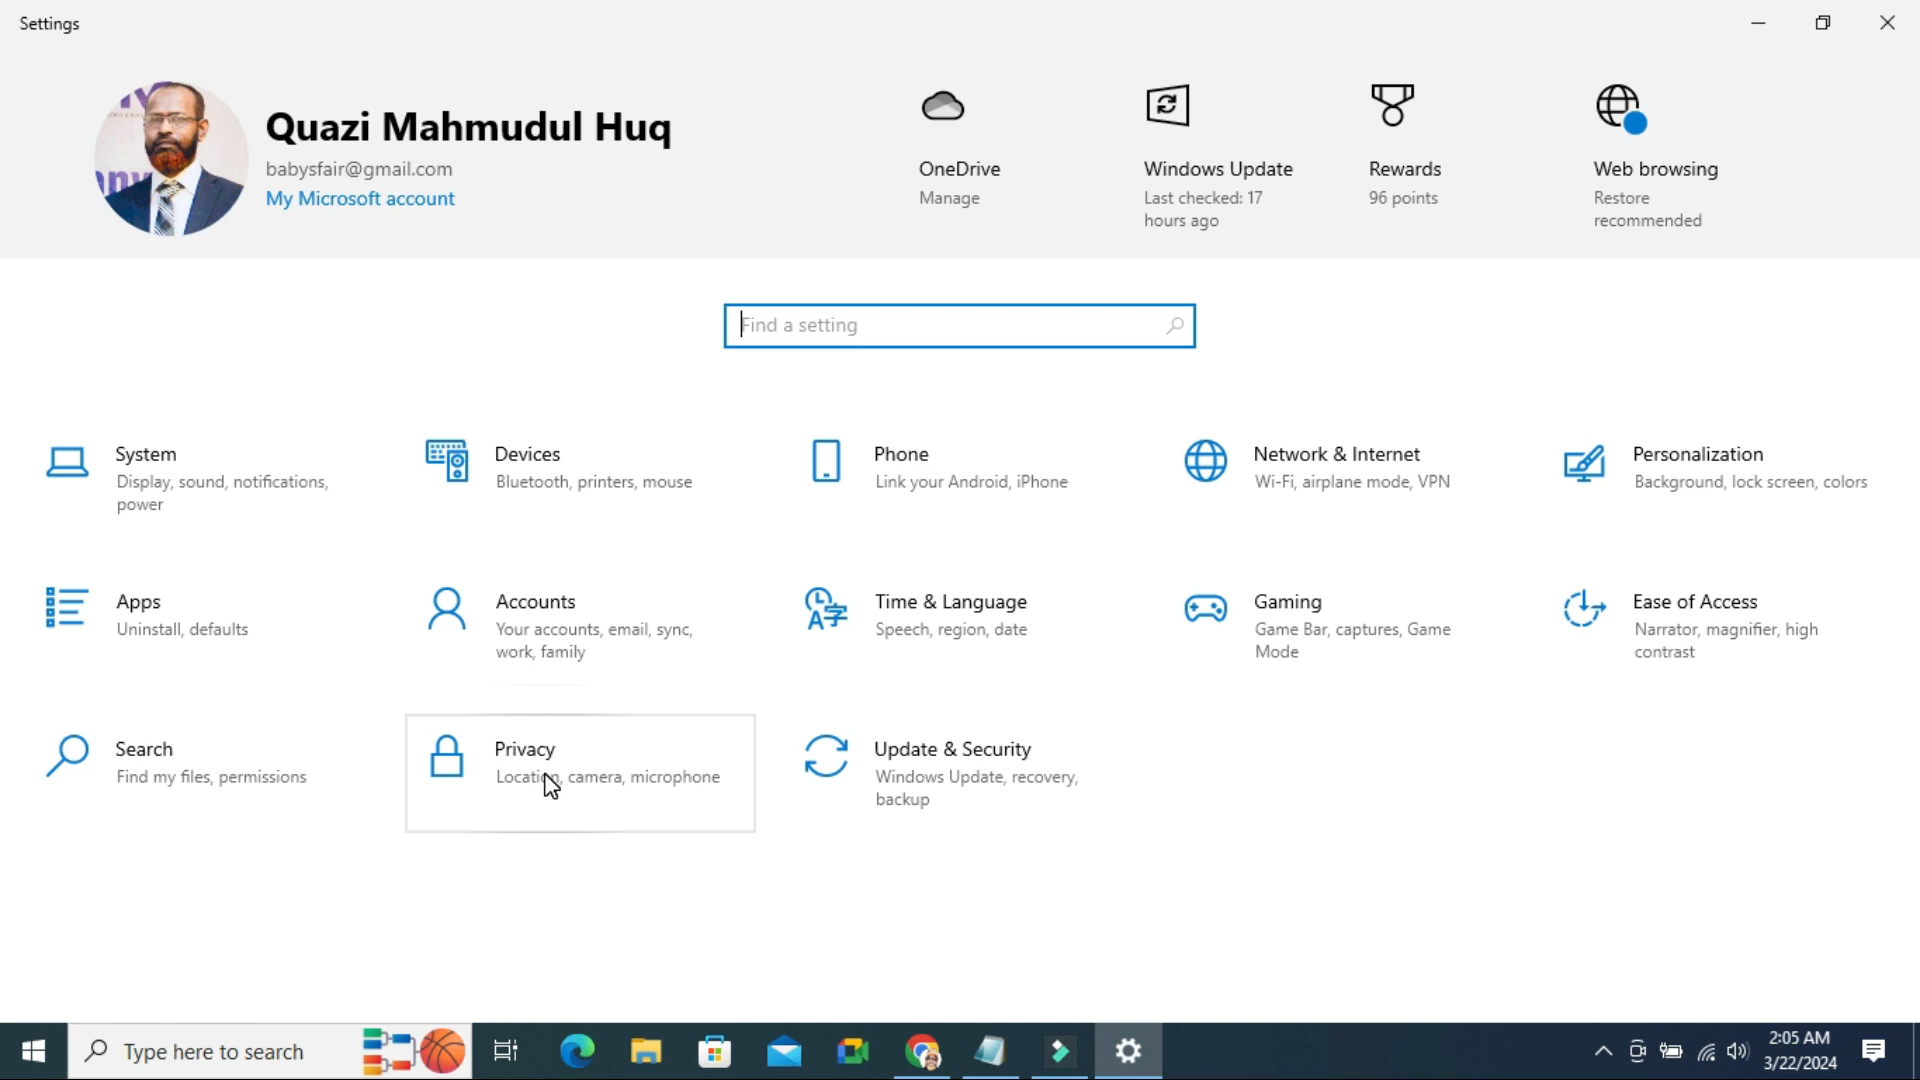 Settings
Quazi Mahmudul Huq
babysfair@gmail.com
My Microsoft account
OneDrive
Manage
Windows Update
Last checked: 17
hours ago
Rewards
96 points
Web browsing
Restore
recommended
Find a setting
System
Display, sound, notifications,
power
Devices
Bluetooth, printers, mouse
Phone
Link your Android, iPhone
Network & Internet
Wi-Fi, airplane mode, VPN
Personalization
Background, lock screen, colors
Apps
Uninstall, defaults
Accounts
Your accounts, email, sync,
work, family
Time & Language
Speech, region, date
Gaming
Game Bar, captures, Game
Mode
Ease of Access
Narrator, magnifier, high
contrast
Search
Find my files, permissions
Privacy
Location, camera, microphone
Update & Security
Windows Update, recovery,
backup
Type here to search
2:05 AM
3/22/2024